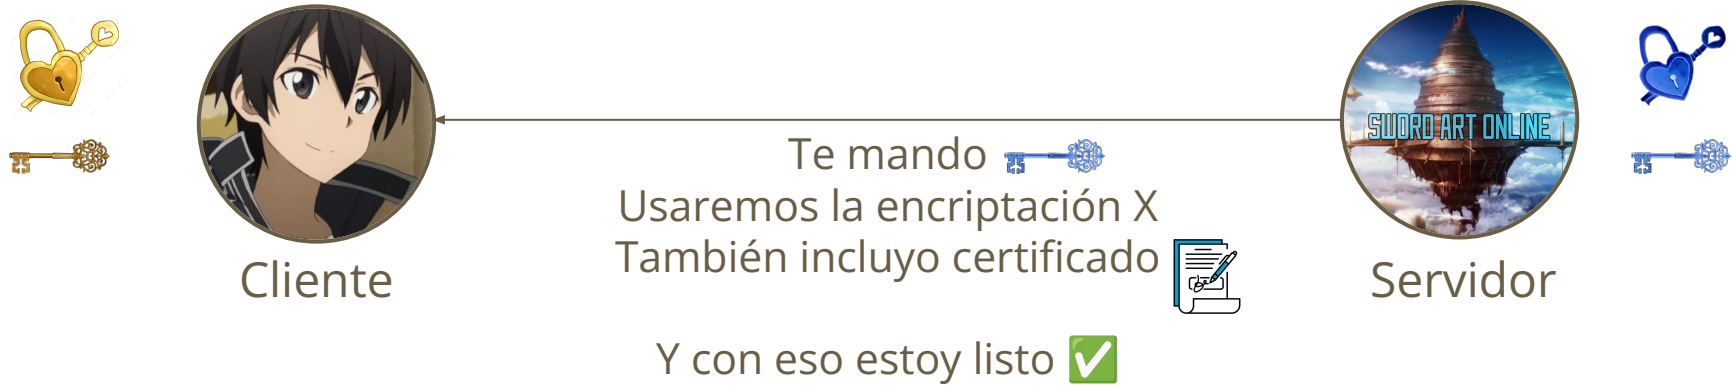 SWORD ART ONLINE
Te mando
Usaremos la encriptación X
También incluyo certificado
Cliente
Servidor
Y con eso estoy listo ✅